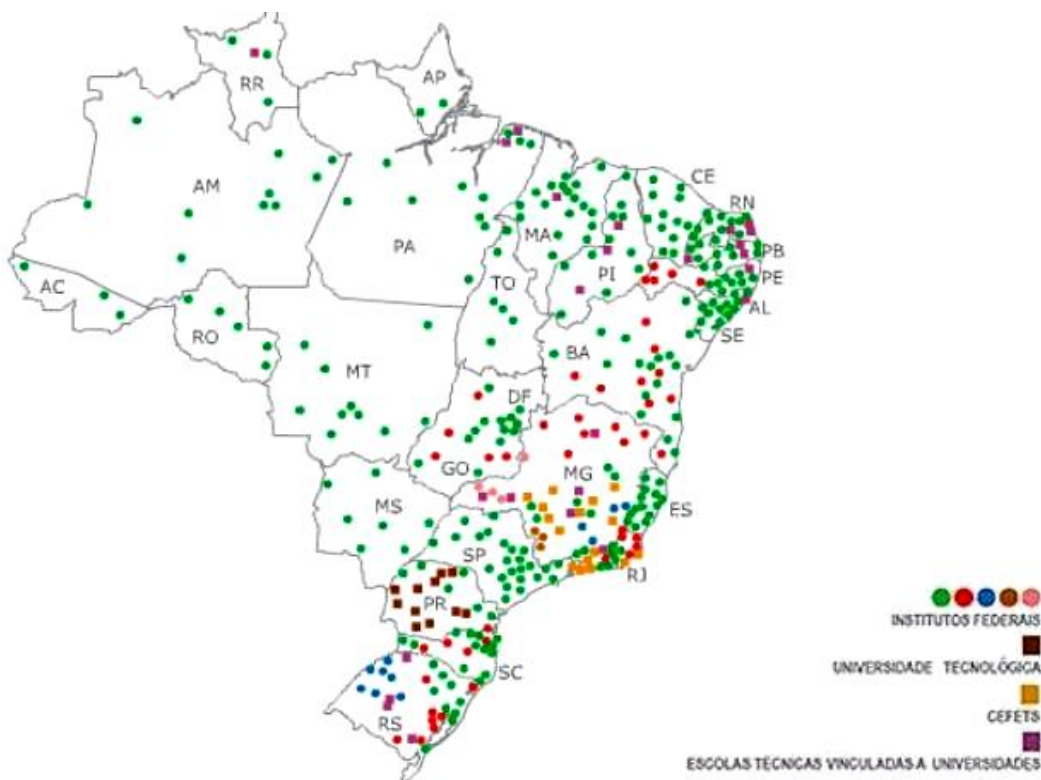 RR
AP
AM
PA
MA
CE
RN
PB
PE
AL
SE
PI
TO
AC
RO
BA
MT
DF
GO
MG
ES
MS
SP
RJ
PR
SC
RS
INSTITUTOS FEDERAIS
UNIVERSIDADE TECNOLÓGICA
CEFETS
ESCOLAS TÉCNICAS VINCULADAS A UNIVERSIDADES